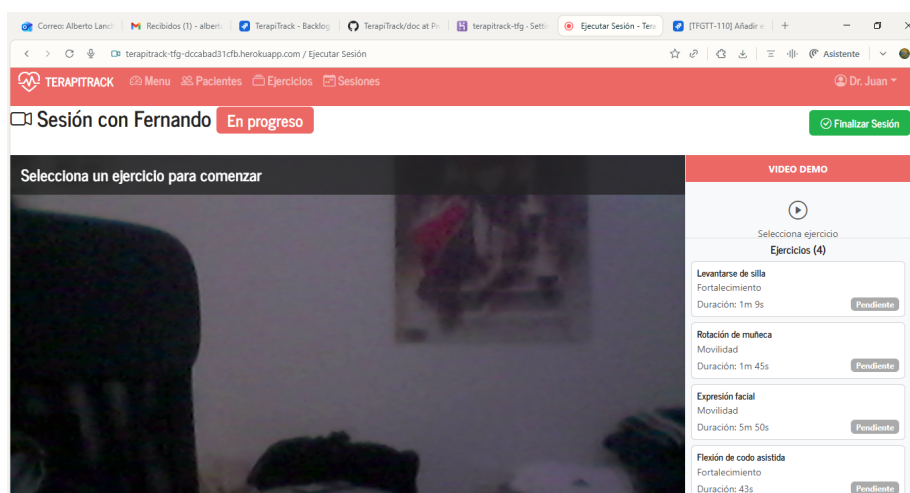 Correo: Alberto Lanch
Recibidos (1) - albert
TerapiTrack - Backlog
TerapiTrack/doc at Pr
terapitrack-tfg - Setti
Ejecutar Sesión - Tera
[TFGTT-110] Añadir e
terapitrack-tfg-dccabad31cfb.herokuapp.com / Ejecutar Sesión
Asistente
TERAPITRACK Menu Pacientes Ejercicios Sesiones Dr. Juan
Sesión con Fernando En progreso
Finalizar Sesión
Selecciona un ejercicio para comenzar
VIDEO DEMO
Selecciona ejercicio
Ejercicios (4)
Levantarse de silla
Fortalecimiento
Duración: 1m 9s Pendiente
Rotación de muñeca
Movilidad
Duración: 1m 45s Pendiente
Expresión facial
Movilidad
Duración: 5m 50s Pendiente
Flexión de codo asistida
Fortalecimiento
Duración: 43s Pendiente